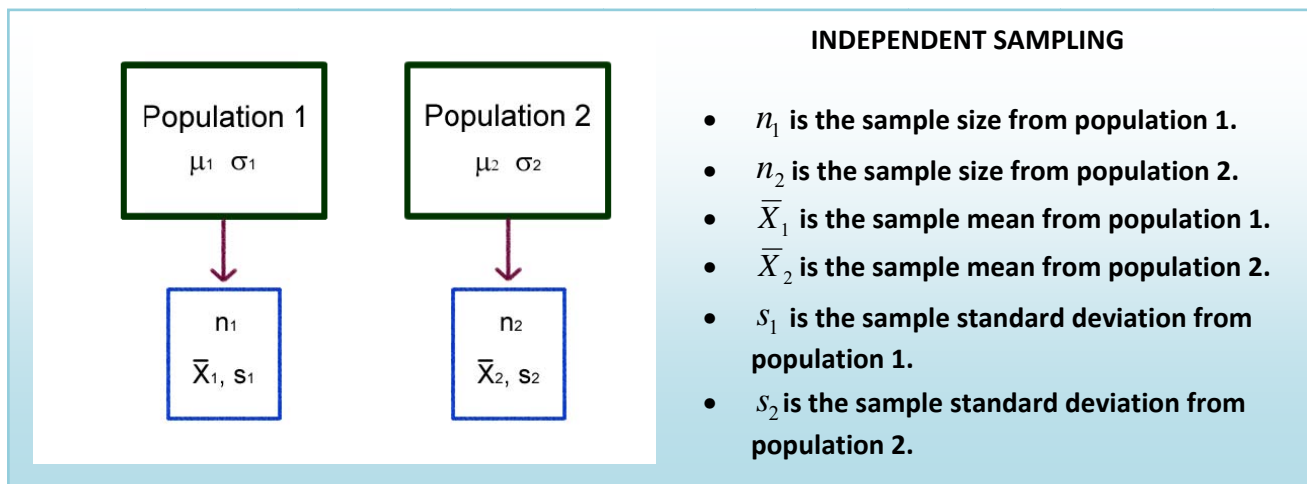 Population 1
μ₁ σ₁
n₁
X̅₁, s₁
Population 2
μ₂ σ₂
n₂
X̅₂, s₂
INDEPENDENT SAMPLING
• n₁ is the sample size from population 1.
• n₂ is the sample size from population 2.
• X̅₁ is the sample mean from population 1.
• X̅₂ is the sample mean from population 2.
• s₁ is the sample standard deviation from
population 1.
• s₂ is the sample standard deviation from
population 2.